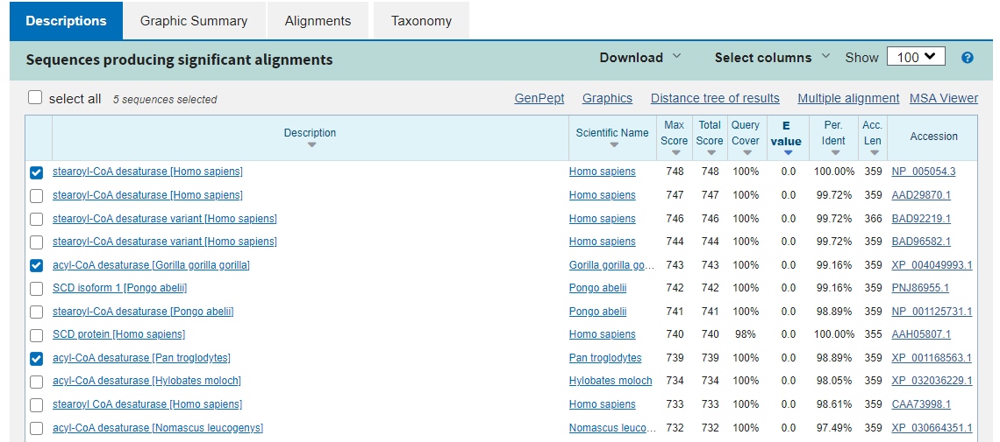 Descriptions Graphic Summary Alignments Taxonomy
Sequences producing significant alignments Download Select columns Show 100 ?
select all 5 sequences selected GenPept Graphics Distance tree of results Multiple alignment MSA Viewer
Description Scientific Name Max Score Total Score Query Cover E value Per. Ident Acc. Len Accession
stearoyl-CoA desaturase [Homo sapiens] Homo sapiens 748 748 100% 0.0 100.00% 359 NP_005054.3
stearoyl-CoA desaturase [Homo sapiens] Homo sapiens 747 747 100% 0.0 99.72% 359 AAD29870.1
stearoyl-CoA desaturase variant [Homo sapiens] Homo sapiens 746 746 100% 0.0 99.72% 366 BAD92219.1
stearoyl-CoA desaturase variant [Homo sapiens] Homo sapiens 744 744 100% 0.0 99.72% 359 BAD96582.1
acyl-CoA desaturase [Gorilla gorilla gorilla] Gorilla gorilla go... 743 743 100% 0.0 99.16% 359 XP_004049993.1
SCD isoform 1 [Pongo abelii] Pongo abelii 742 742 100% 0.0 99.16% 359 PNJ86955.1
stearoyl-CoA desaturase [Pongo abelii] Pongo abelii 741 741 100% 0.0 98.89% 359 NP_001125731.1
SCD protein [Homo sapiens] Homo sapiens 740 740 98% 0.0 100.00% 355 AAH05807.1
acyl-CoA desaturase [Pan troglodytes] Pan troglodytes 739 739 100% 0.0 98.89% 359 XP_001168563.1
acyl-CoA desaturase [Hylobates moloch] Hylobates moloch 734 734 100% 0.0 98.05% 359 XP_032036229.1
stearoyl CoA desaturase [Homo sapiens] Homo sapiens 733 733 100% 0.0 98.61% 359 CAA73998.1
acyl-CoA desaturase [Nomascus leucogenys] Nomascus leuco... 732 732 100% 0.0 97.49% 359 XP_030664351.1